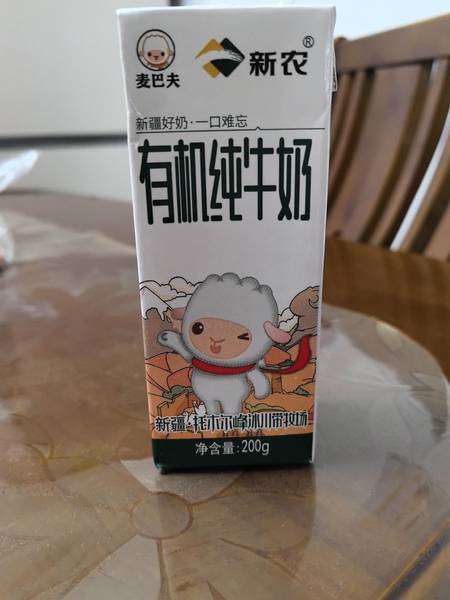 麦巴夫
新农®
新疆好奶·一口难忘
有机纯牛奶
新疆·托木尔峰冰川带牧场
净含量:200g